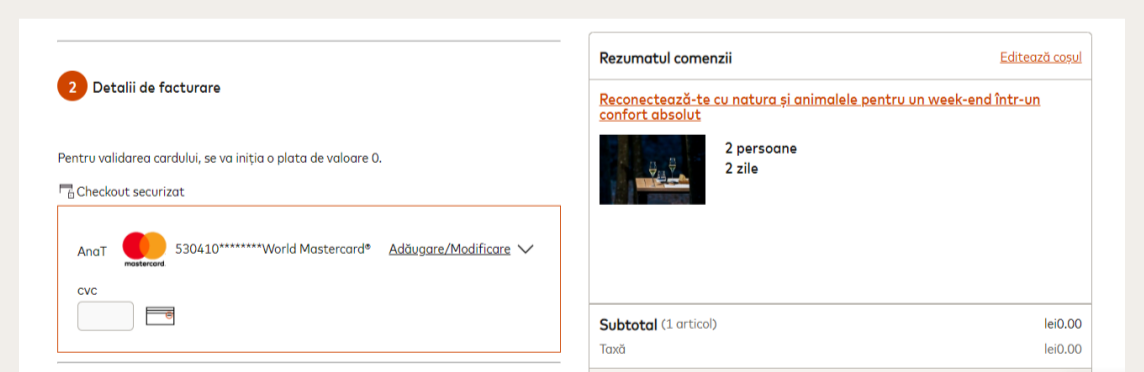 2 Detalii de facturare
Pentru validarea cardului, se va iniția o plata de valoare 0.
Checkout securizat
AnaT mastercard. 530410********World Mastercard® Adăugare/Modificare
CVC
Rezumatul comenzii Editează coșul
Reconectează-te cu natura și animalele pentru un week-end într-un
confort absolut
2 persoane
2 zile
Subtotal (1 articol) lei0.00
Taxă lei0.00